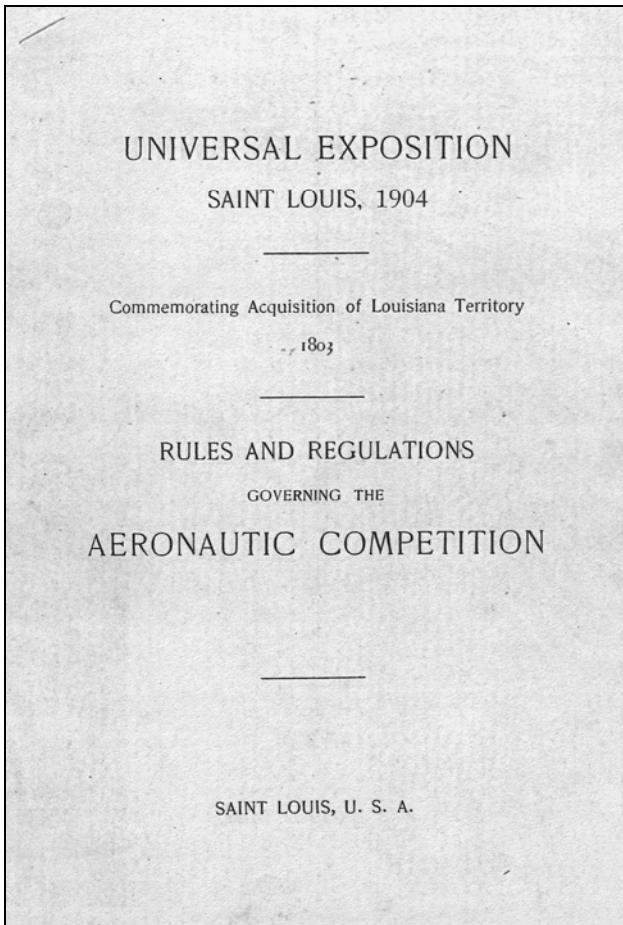 UNIVERSAL EXPOSITION
SAINT LOUIS, 1904
Commemorating Acquisition of Louisiana Territory
1803
RULES AND REGULATIONS
GOVERNING THE
AERONAUTIC COMPETITION
SAINT LOUIS, U. S. A.